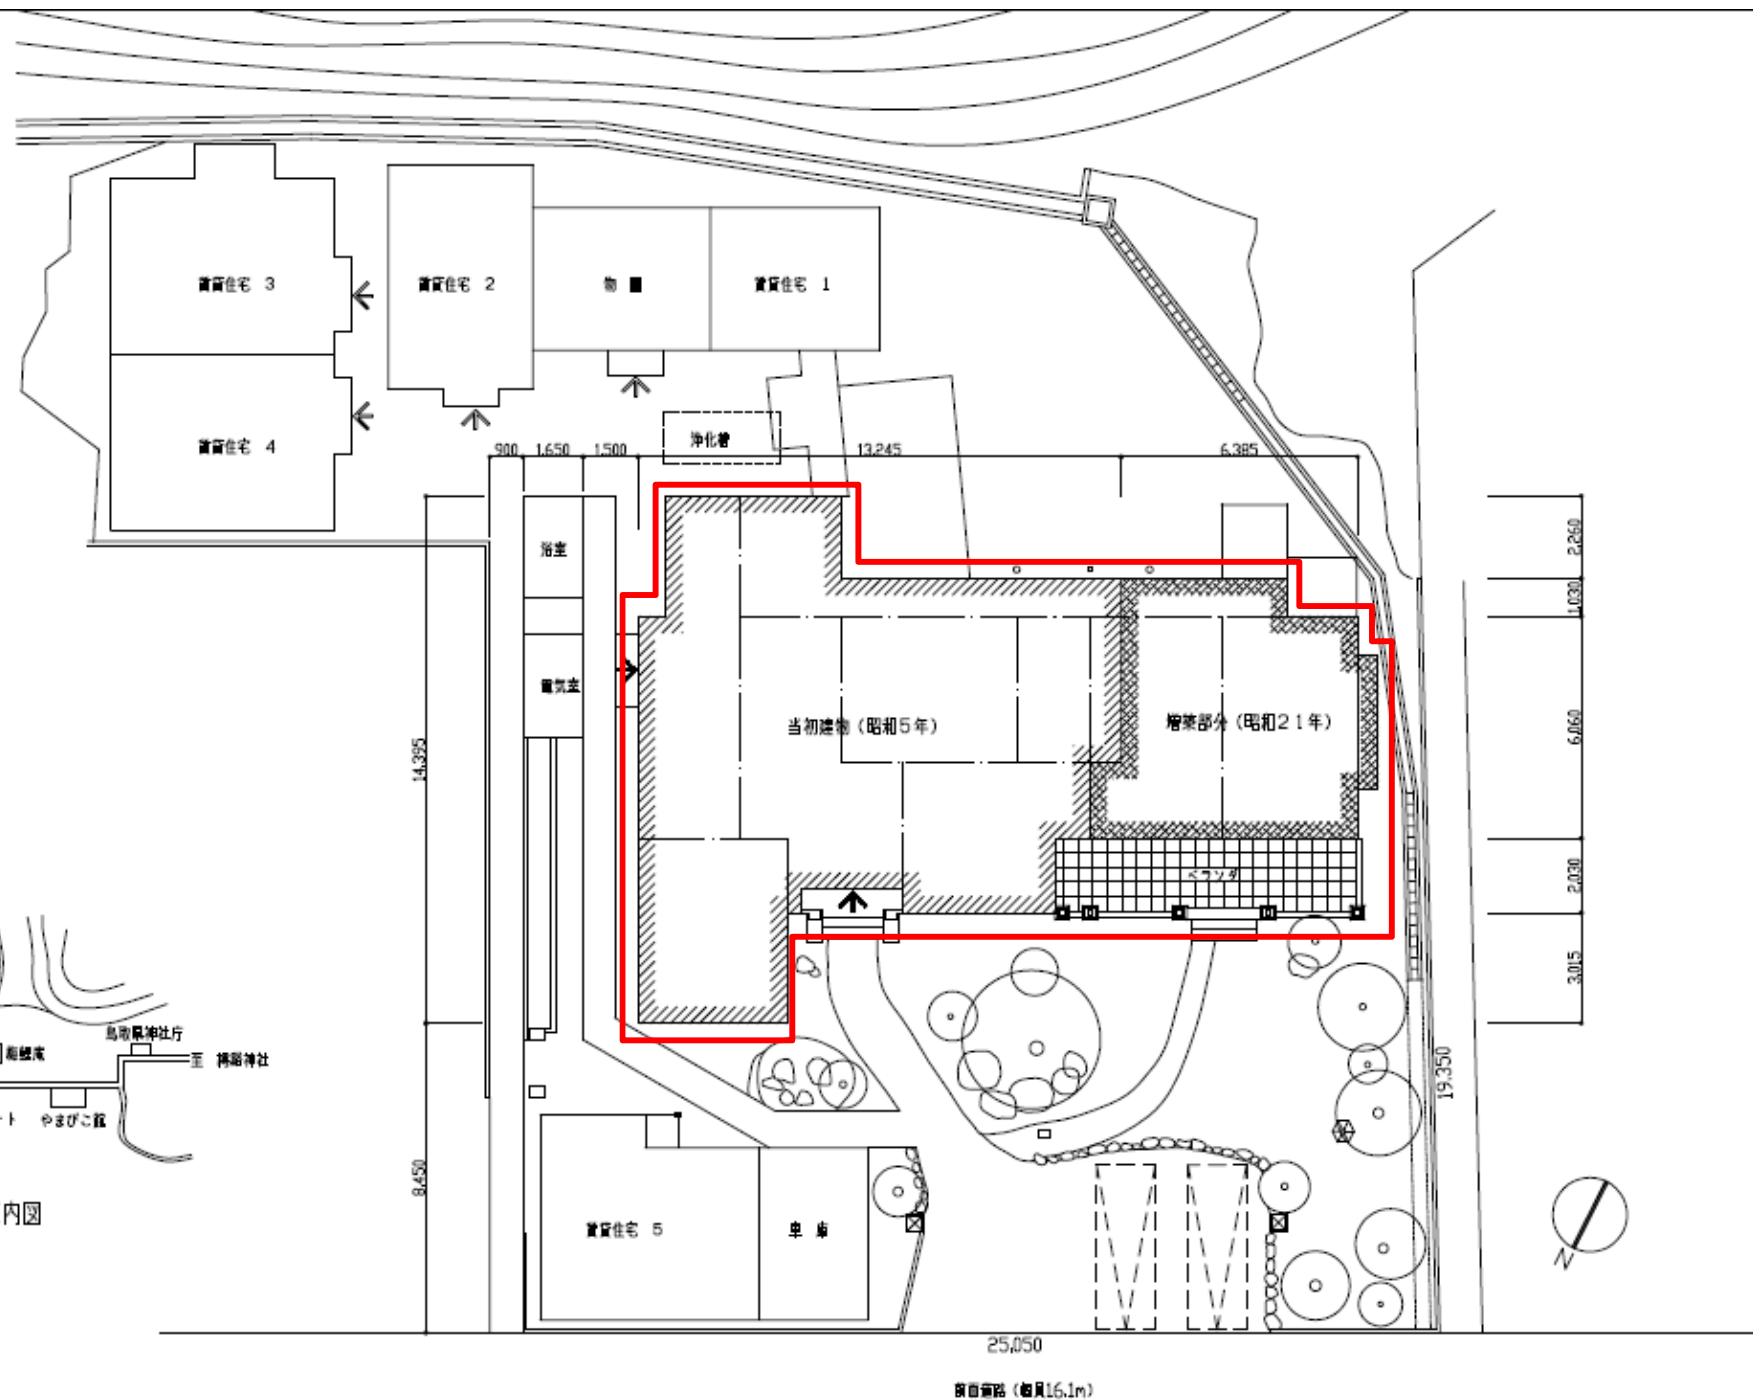 賃貸住宅 3
賃貸住宅 2
物置
賃貸住宅 1
賃貸住宅 4
浄化槽
900
1,650
1,500
13,245
6,385
浴室
2,260
1,030
電気室
当初建物(昭和5年)
増築部分(昭和21年)
6,060
14,395
ベランダ
2,030
3,015
鳥取県神社庁
至 樗谿神社
ート やまびこ館
19,350
8,450
内図
賃貸住宅 5
車庫
N
25,050
前面道路(幅員16.1m)